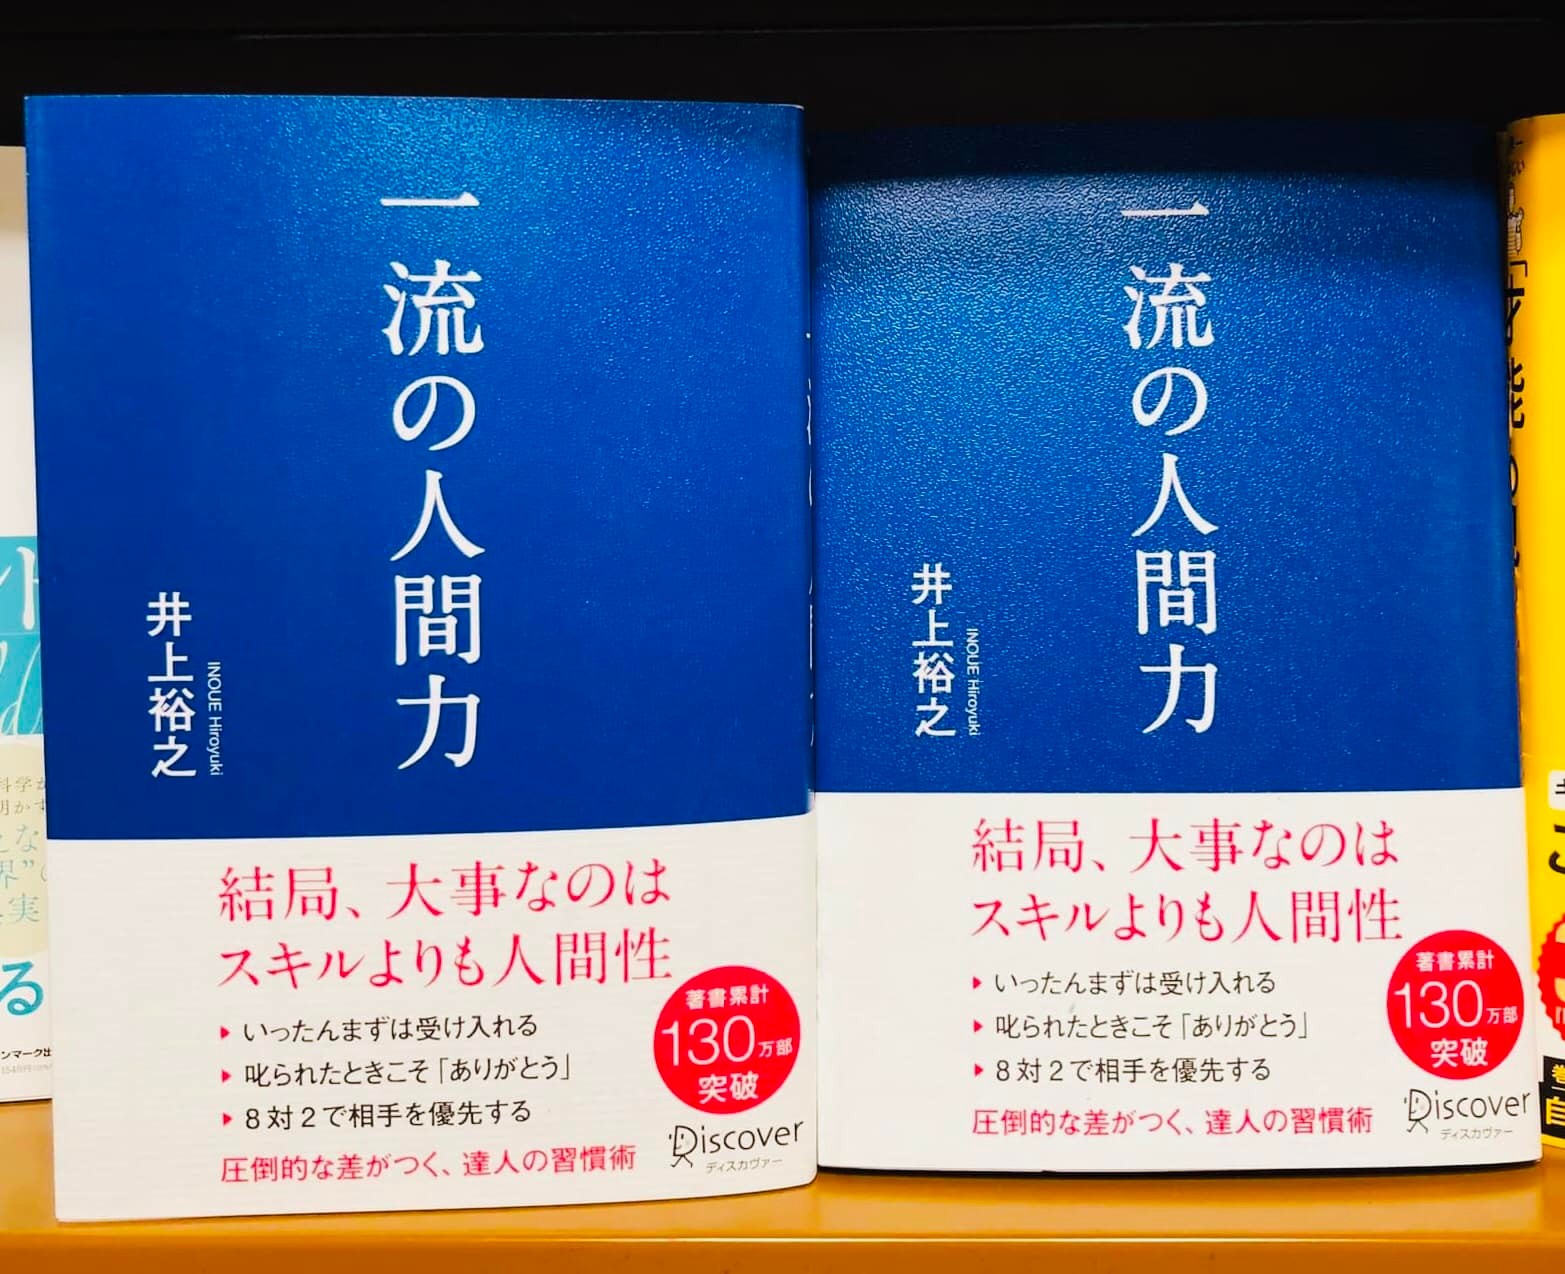 一流の人間力
井上裕之
INOUE Hiroyuki
結局、大事なのは
スキルよりも人間性
いったんまずは受け入れる
叱られたときこそ「ありがとう」
8対2で相手を優先する
圧倒的な差がつく、達人の習慣術
著書累計
130万部
突破
Discover
ディスカヴァー
一流の人間力
井上裕之
INOUE Hiroyuki
結局、大事なのは
スキルよりも人間性
いったんまずは受け入れる
叱られたときこそ「ありがとう」
8対2で相手を優先する
圧倒的な差がつく、達人の習慣術
著書累計
130万部
突破
Discover
ディスカヴァー